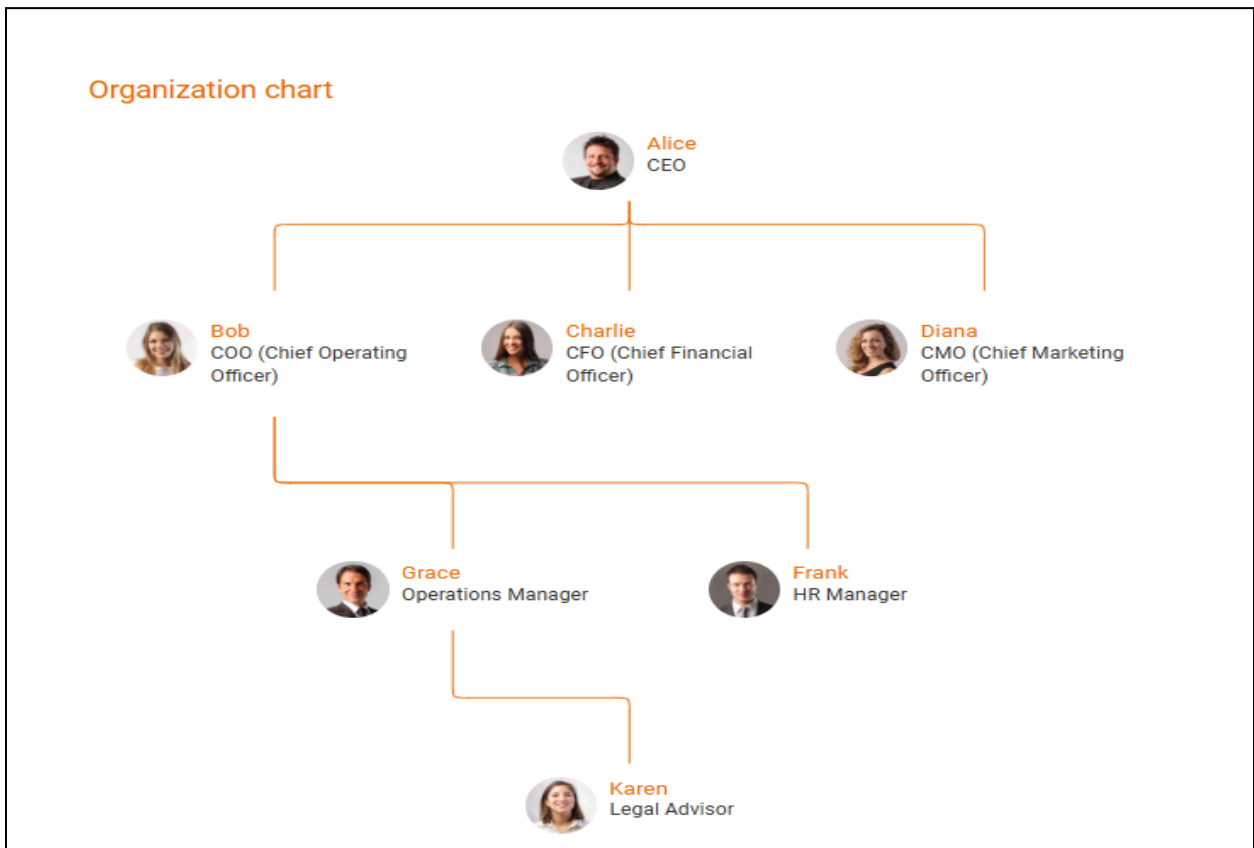 Organization chart
Alice
CEO
Bob
COO (Chief Operating
Officer)
Charlie
CFO (Chief Financial
Officer)
Diana
CMO (Chief Marketing
Officer)
Grace
Operations Manager
Frank
HR Manager
Karen
Legal Advisor